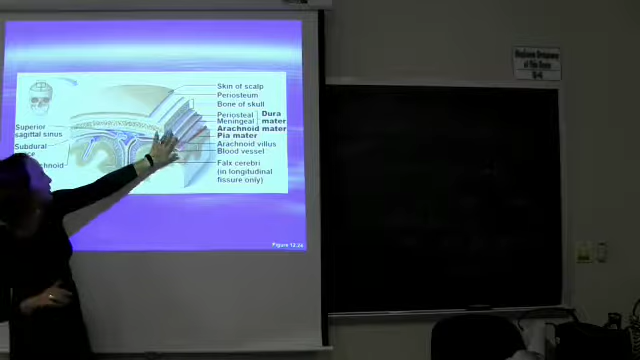 Skin of scalp
Periosteum
Bone of skull
Periosteal
Meningeal
Dura
mater
Arachnoid mater
Pia mater
Arachnoid villus
Blood vessel
Falx cerebri
(in longitudinal
fissure only)
Superior
sagittal sinus
Subdural
Figure 12.24